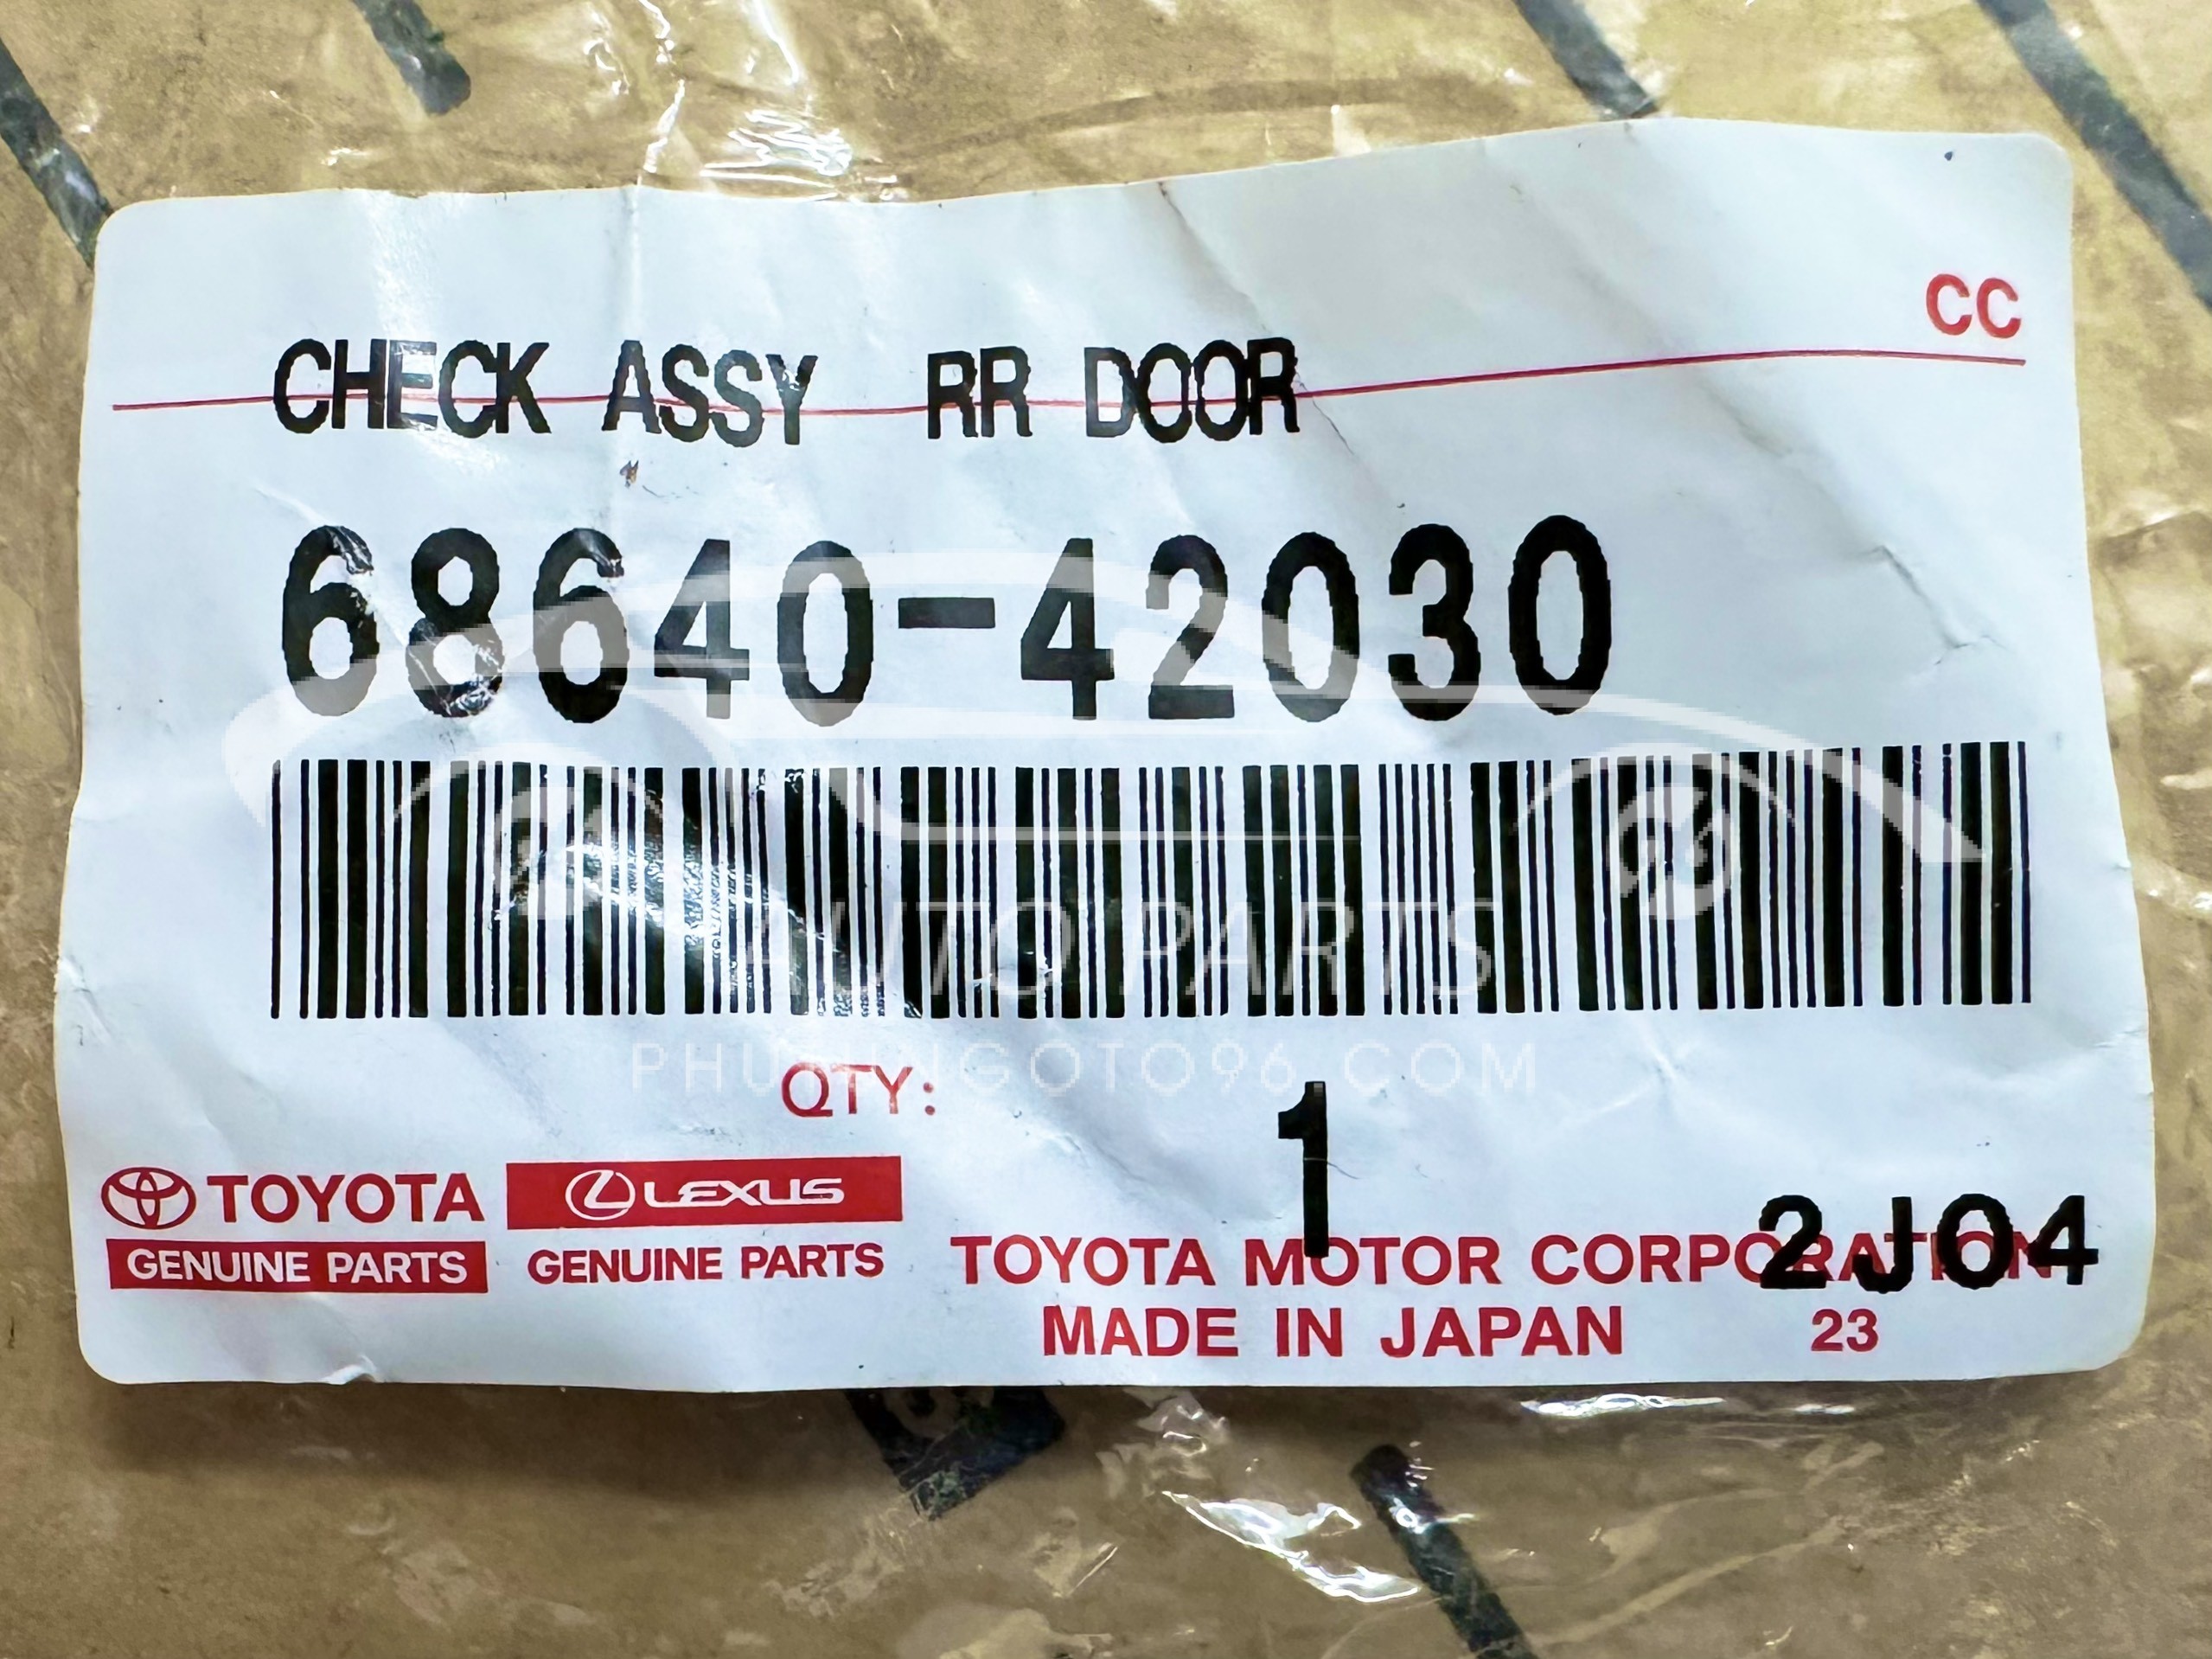 CC
CHECK ASSY RR DOOR
68640-42030
AUTO PARTS
PHUTUNGOTO96.COM
QTY: 1
TOYOTA
GENUINE PARTS
LEXUS
GENUINE PARTS
2J04
TOYOTA MOTOR CORPORATION
MADE IN JAPAN 23